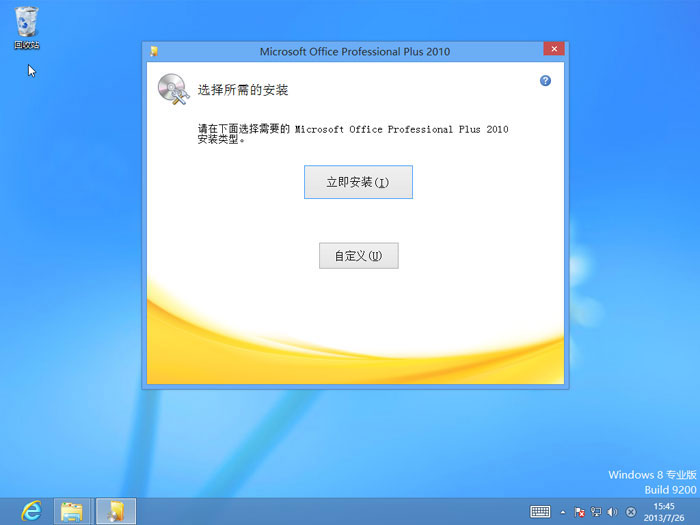 回收站
Microsoft Office Professional Plus 2010
选择所需的安装
请在下面选择需要的 Microsoft Office Professional Plus 2010
安装类型。
立即安装(I)
自定义(U)
Windows 8 专业版
Build 9200
15:45
2013/7/26